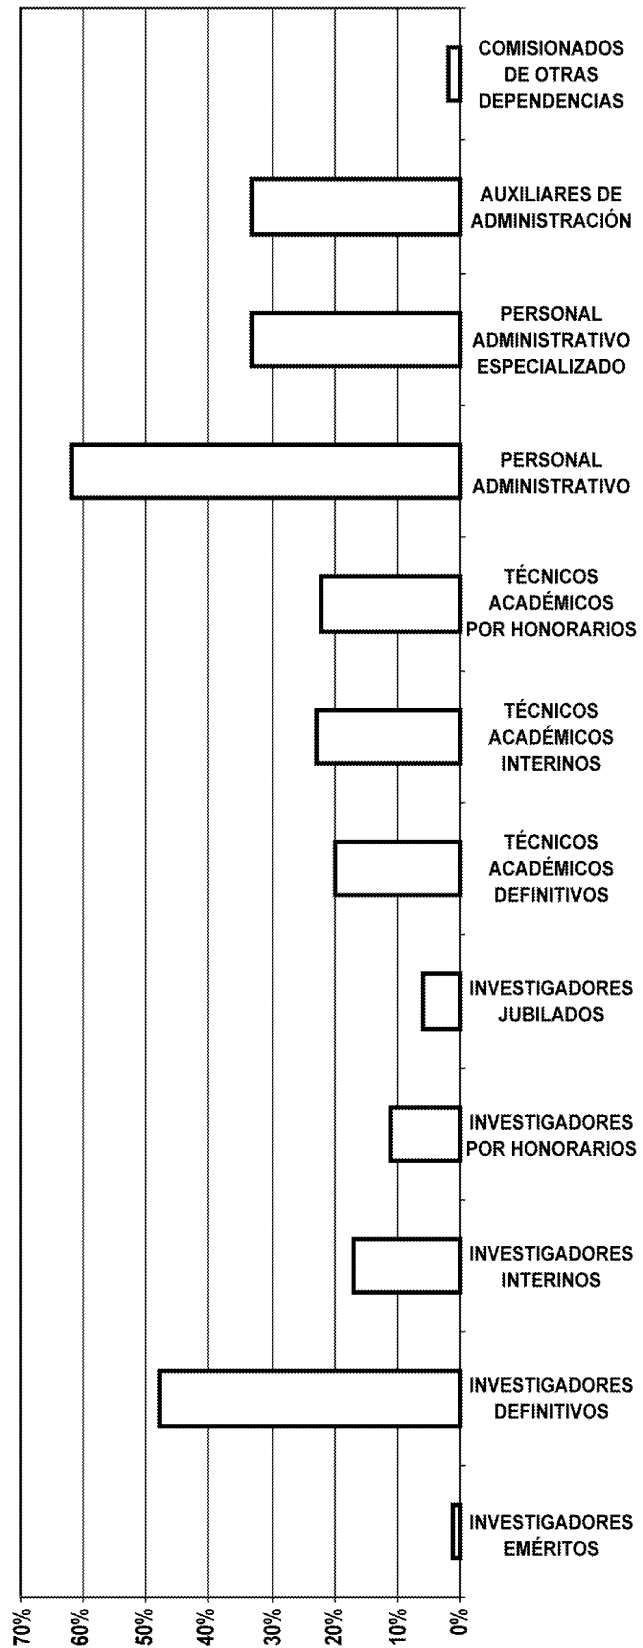 COMISIONADOS
DE OTRAS
DEPENDENCIAS
AUXILIARES DE
ADMINISTRACIÓN
PERSONAL
ADMINISTRATIVO
ESPECIALIZADO
PERSONAL
ADMINISTRATIVO
TÉCNICOS
ACADÉMICOS
POR HONORARIOS
TÉCNICOS
ACADÉMICOS
INTERINOS
TÉCNICOS
ACADÉMICOS
DEFINITIVOS
INVESTIGADORES
JUBILADOS
INVESTIGADORES
POR HONORARIOS
INVESTIGADORES
INTERINOS
INVESTIGADORES
DEFINITIVOS
INVESTIGADORES
EMÉRITOS
70%
60%
50%
40%
30%
20%
10%
0%